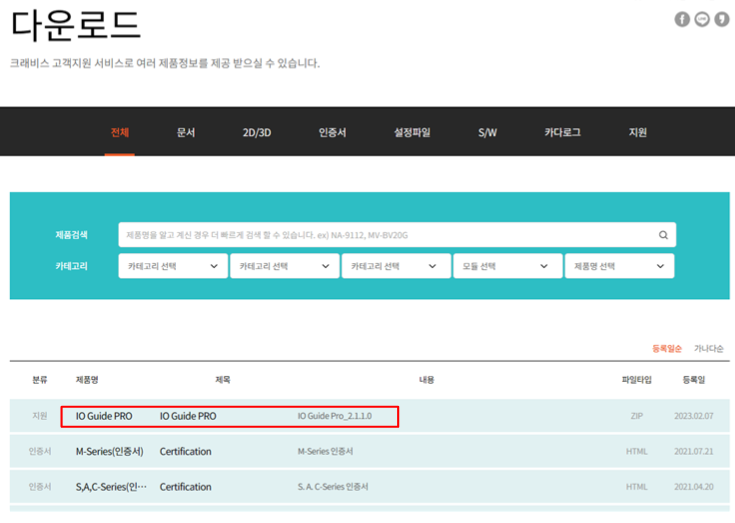 다운로드
크래비스 고객지원 서비스로 여러 제품정보를 제공 받으실 수 있습니다.
전체 문서 2D/3D 인증서 설정파일 S/W 카다로그 지원
제품검색 제품명을 알고 계신 경우 더 빠르게 검색 할 수 있습니다. ex) NA-9112, MV-BV20G
카테고리 카테고리 선택 카테고리 선택 카테고리 선택 모듈 선택 제품명 선택
등록일순 가나다순
분류 제품명 제목 내용 파일타입 등록일
지원 IO Guide PRO IO Guide PRO IO Guide Pro_2.1.1.0 ZIP 2023.02.07
인증서 M-Series(인증서) Certification M-Series 인증서 HTML 2021.07.21
인증서 S,A,C-Series(인··· Certification S. A. C-Series 인증서 HTML 2021.04.20